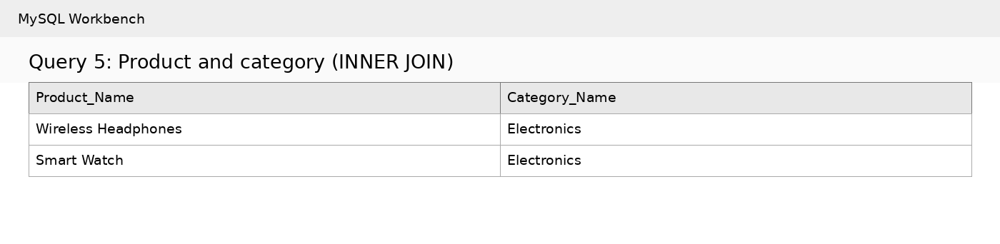 MySQL Workbench
Query 5: Product and category (INNER JOIN)
Product_Name Category_Name
Wireless Headphones Electronics
Smart Watch Electronics